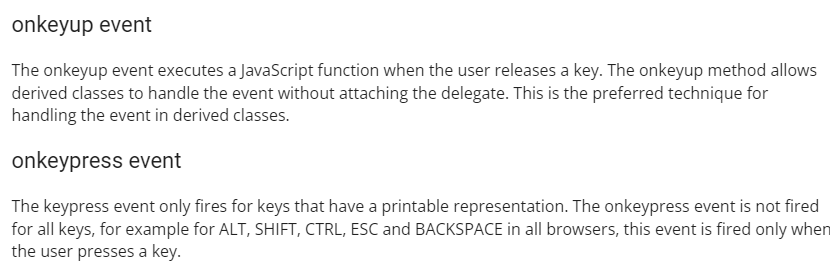 onkeyup event
The onkeyup event executes a JavaScript function when the user releases a key. The onkeyup method allows
derived classes to handle the event without attaching the delegate. This is the preferred technique for
handling the event in derived classes.
onkeypress event
The keypress event only fires for keys that have a printable representation. The onkeypress event is not fired
for all keys, for example for ALT, SHIFT, CTRL, ESC and BACKSPACE in all browsers, this event is fired only when
the user presses a key.